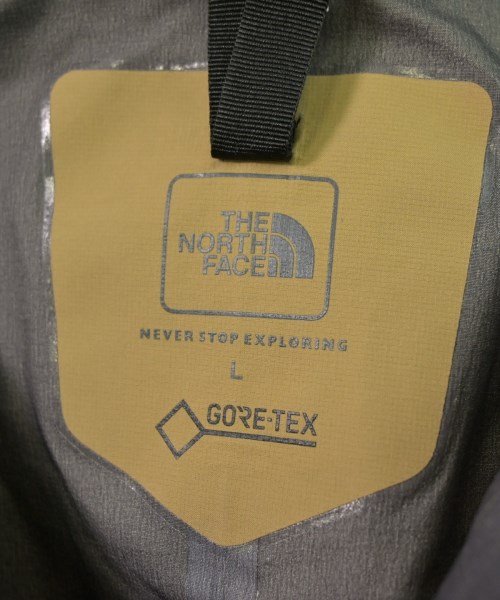 THE
NORTH
FACE
NEVER STOP EXPLORING
L
GORE-TEX